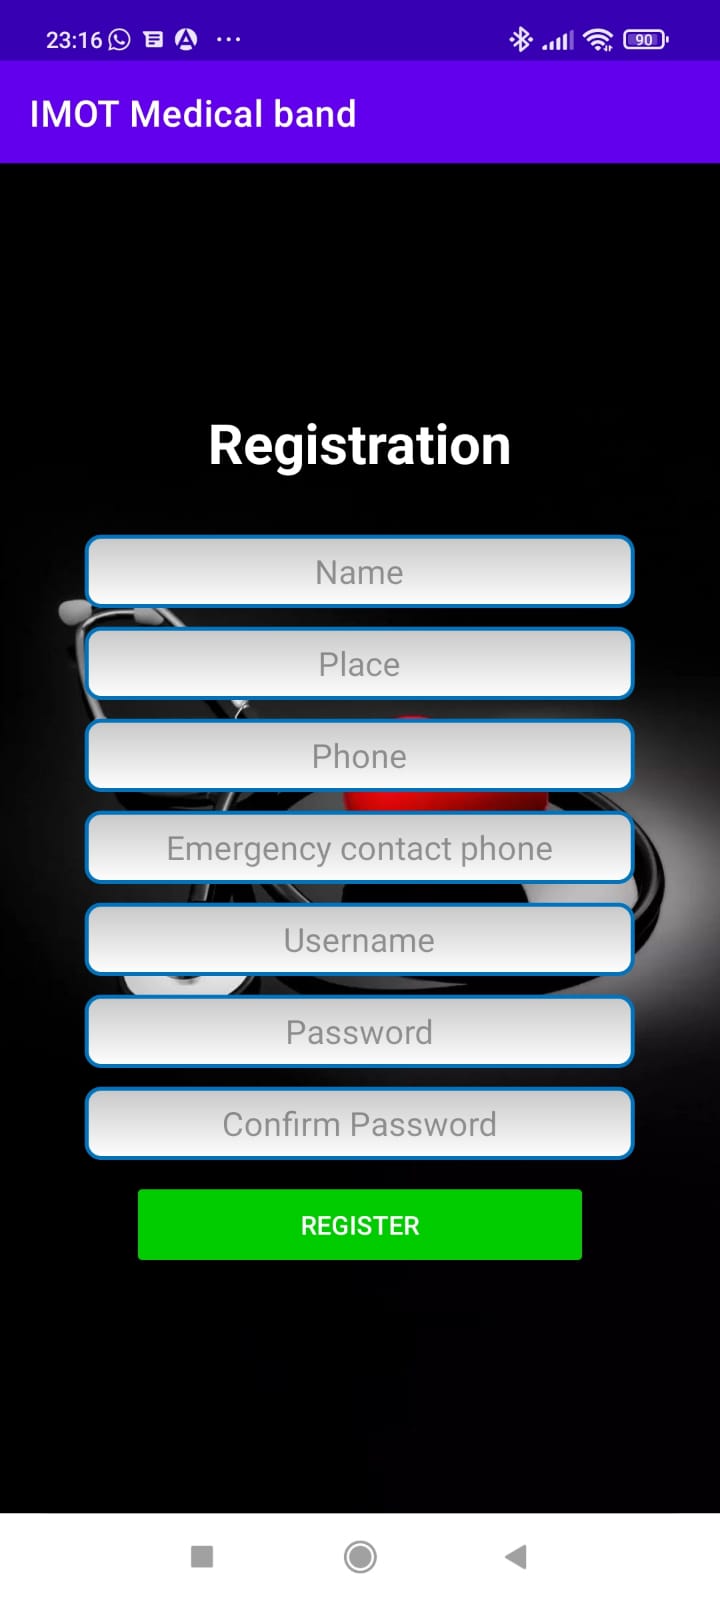 23:16
90
IMOT Medical band
Registration
Name
Place
Phone
Emergency contact phone
Username
Password
Confirm Password
REGISTER